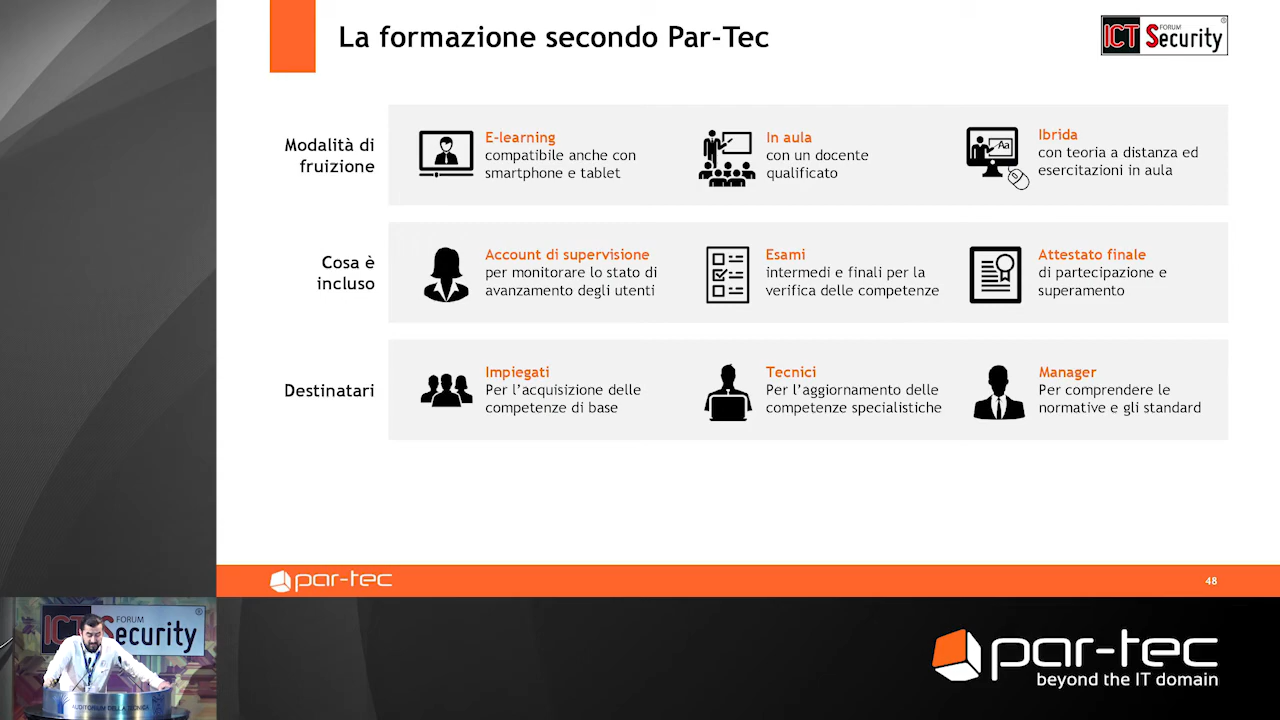 La formazione secondo Par-Tec
ICT Security
FORUM
®
Modalità di
fruizione
E-learning
compatibile anche con
smartphone e tablet
In aula
con un docente
qualificato
Aa
Ibrida
con teoria a distanza ed
esercitazioni in aula
Cosa è
incluso
Account di supervisione
per monitorare lo stato di
avanzamento degli utenti
Esami
intermedi e finali per la
verifica delle competenze
Attestato finale
di partecipazione e
superamento
Destinatari
Impiegati
Per l'acquisizione delle
competenze di base
Tecnici
Per l'aggiornamento delle
competenze specialistiche
Manager
Per comprendere le
normative e gli standard
par-tec
48
ICT Security
FORUM
®
AUDITORIUM DELLA TECNICA
par-tec
beyond the IT domain